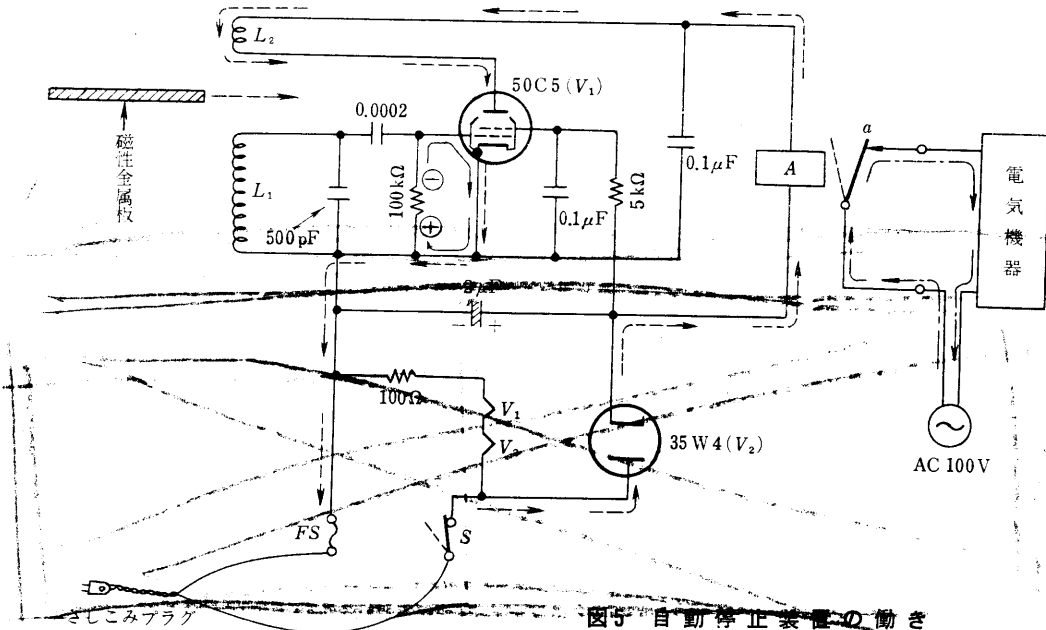 L₂
50C5(V₁)
0.0002
磁性金属板
L₁
500pF
100kΩ
⊖
⊕
0.1μF
5kΩ
0.1μF
A
a
電気機器
AC 100V
− +
100Ω
V₁
35W4(V₂)
FS
S
さしこみプラグ
図5 自動停止装置の働き